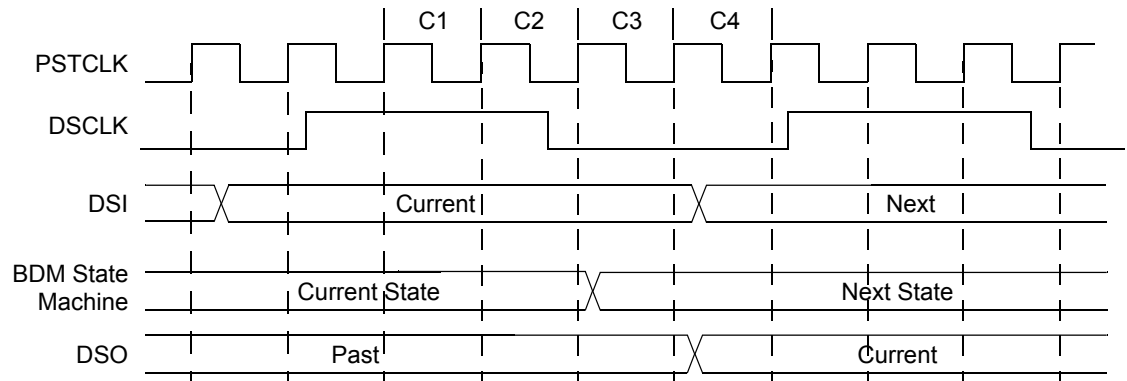 C1 C2 C3 C4
PSTCLK
DSCLK
DSI Current Next
BDM State
Machine Current State Next State
DSO Past Current